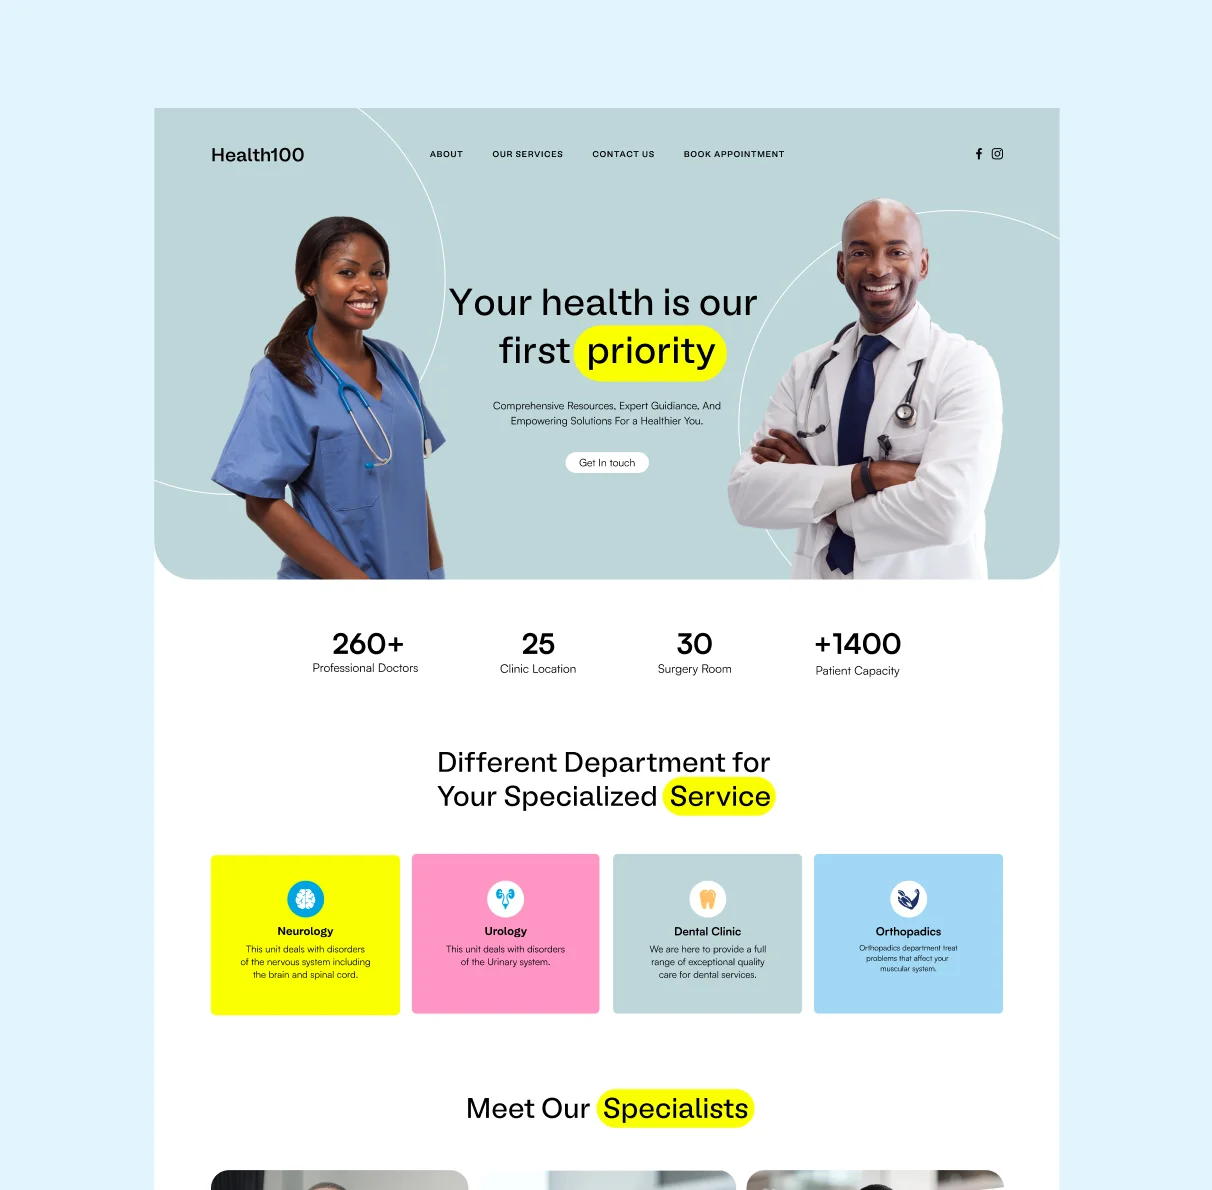 Health100
ABOUT
OUR SERVICES
CONTACT US
BOOK APPOINTMENT
Your health is our
first priority
Comprehensive Resources, Expert Guidiance, And
Empowering Solutions For a Healthier You.
Get In touch
260+
Professional Doctors
25
Clinic Location
30
Surgery Room
+1400
Patient Capacity
Different Department for
Your Specialized Service
Neurology
This unit deals with disorders
of the nervous system including
the brain and spinal cord.
Urology
This unit deals with disorders
of the Urinary system.
Dental Clinic
We are here to provide a full
range of exceptional quality
care for dental services.
Orthopadics
Orthopadics department treat
problems that affect your
muscular system.
Meet Our Specialists